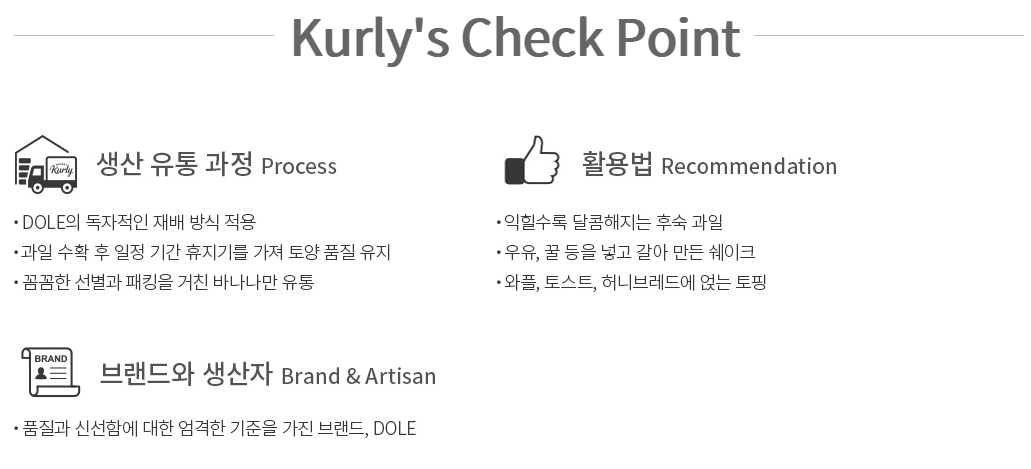 Kurly's Check Point
Kurly
생산 유통 과정 Process
• DOLE의 독자적인 재배 방식 적용
• 과일 수확 후 일정 기간 휴지기를 가져 토양 품질 유지
• 꼼꼼한 선별과 패킹을 거친 바나나만 유통
활용법 Recommendation
• 익힐수록 달콤해지는 후숙 과일
• 우유, 꿀 등을 넣고 갈아 만든 쉐이크
• 와플, 토스트, 허니브레드에 얹는 토핑
BRAND
브랜드와 생산자 Brand & Artisan
• 품질과 신선함에 대한 엄격한 기준을 가진 브랜드, DOLE